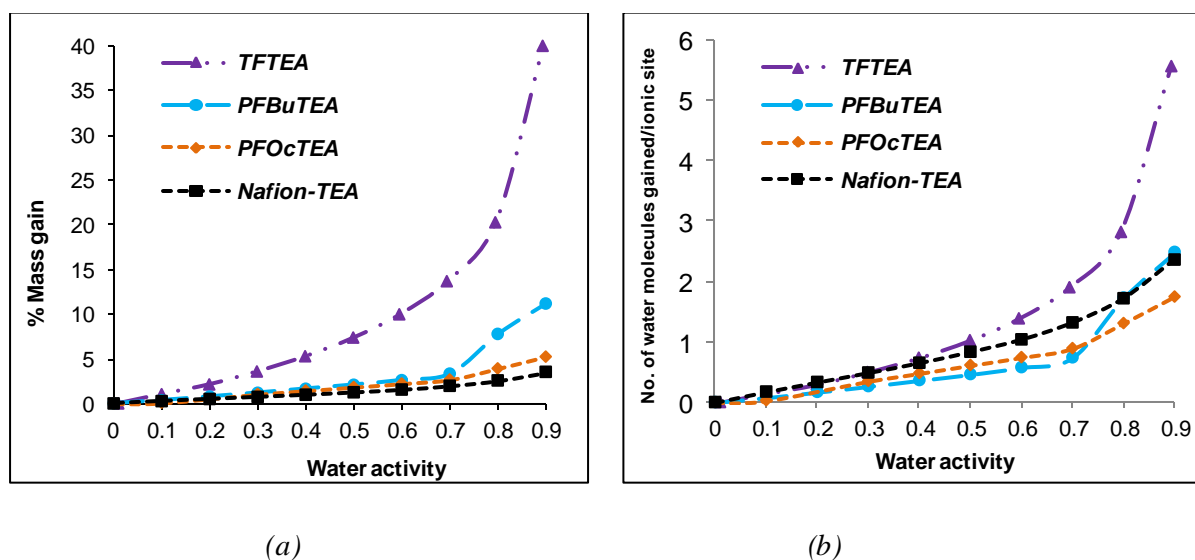 40
35
30
25
20
15
10
5
0
% Mass gain
TFTEA
PFBuTEA
PFOcTEA
Nafion-TEA
0 0.1 0.2 0.3 0.4 0.5 0.6 0.7 0.8 0.9
Water activity
(a)
6
5
4
3
2
1
0
No. of water molecules gained/ionic site
TFTEA
PFBuTEA
PFOcTEA
Nafion-TEA
0 0.1 0.2 0.3 0.4 0.5 0.6 0.7 0.8 0.9
Water activity
(b)